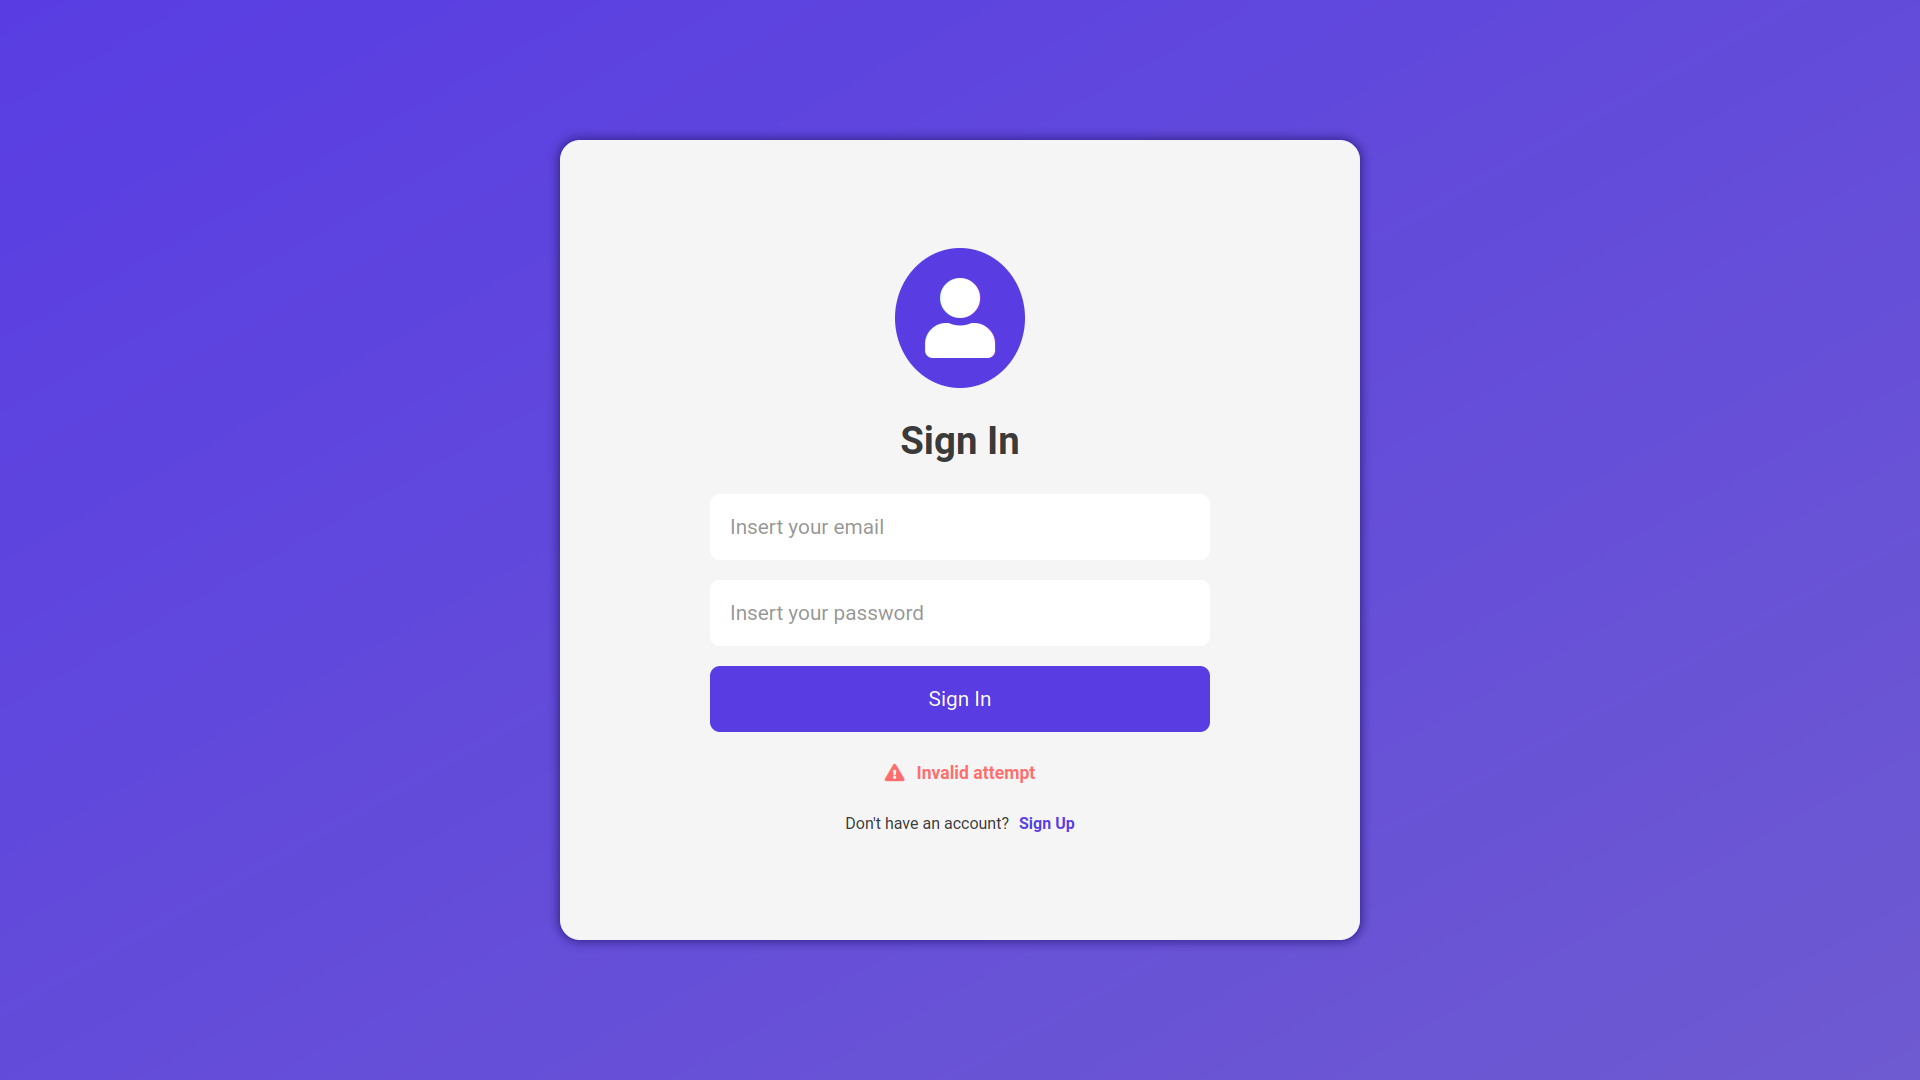 Sign In
Insert your email
Insert your password
Sign In
Invalid attempt
Don't have an account? Sign Up